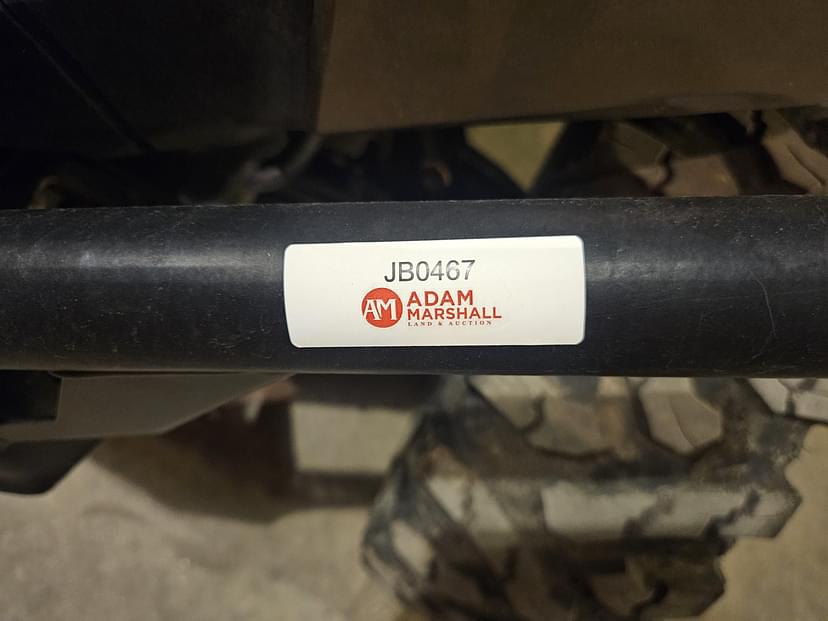 JB0467
AM ADAM
MARSHALL
LAND & AUCTION